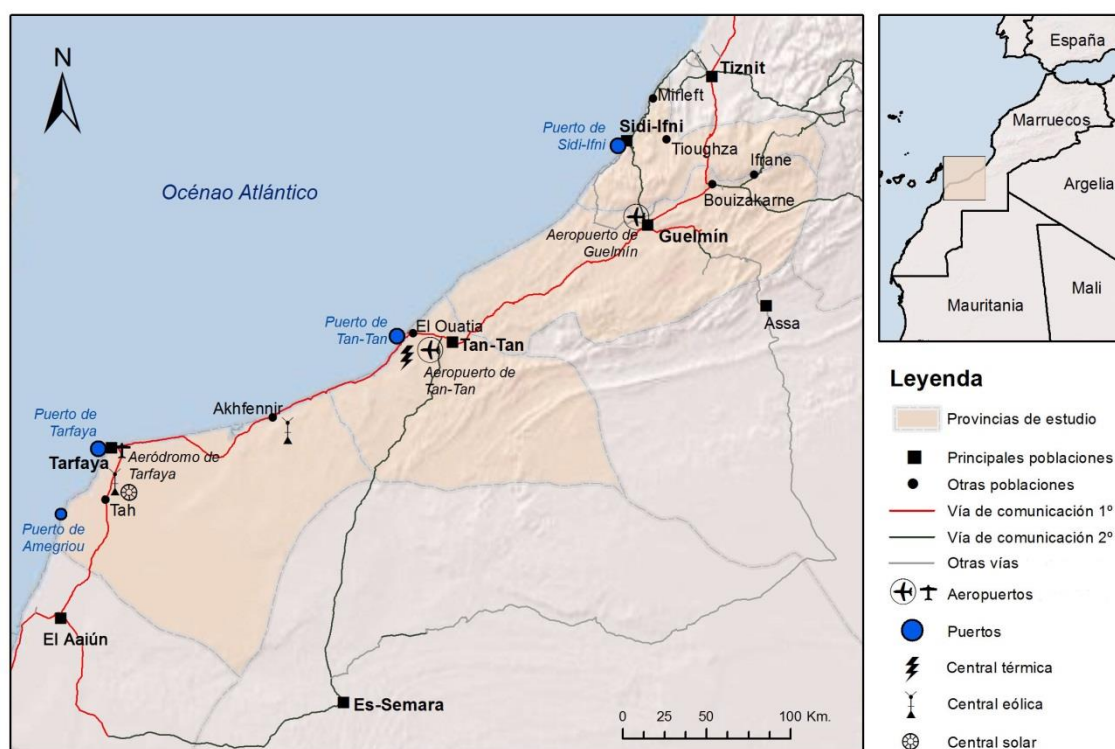 N
Océnao Atlántico
Tiznit
Mirleft
Puerto de
Sidi-Ifni
Sidi-Ifni
Tioughza
Ifrane
Bouizakarne
Aeropuerto de
Guelmín
Guelmín
Assa
Puerto de
Tan-Tan
El Ouatia
Tan-Tan
Aeropuerto de
Tan-Tan
Akhfennir
Puerto de
Tarfaya
Tarfaya
Aeródromo de
Tarfaya
Tah
Puerto de
Amegriou
El Aaiún
Es-Semara
0 25 50 100 Km.
España
Marruecos
Argelia
Mauritania
Mali
Leyenda
Provincias de estudio
Principales poblaciones
Otras poblaciones
Vía de comunicación 1º
Vía de comunicación 2º
Otras vías
Aeropuertos
Puertos
Central térmica
Central eólica
Central solar